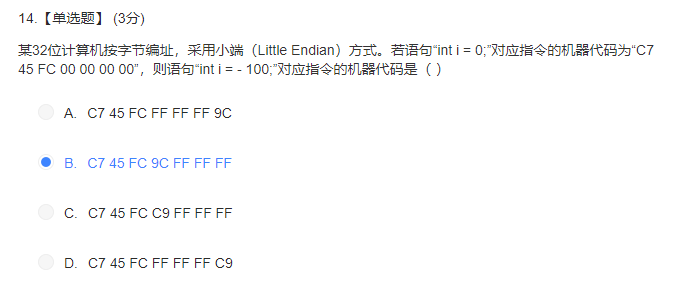 14.【单选题】 (3分)
某32位计算机按字节编址，采用小端（Little Endian）方式。若语句“int i = 0;”对应指令的机器代码为“C7
45 FC 00 00 00 00”，则语句“int i = - 100;”对应指令的机器代码是（ ）
A. C7 45 FC FF FF FF 9C
B. C7 45 FC 9C FF FF FF
C. C7 45 FC C9 FF FF FF
D. C7 45 FC FF FF FF C9